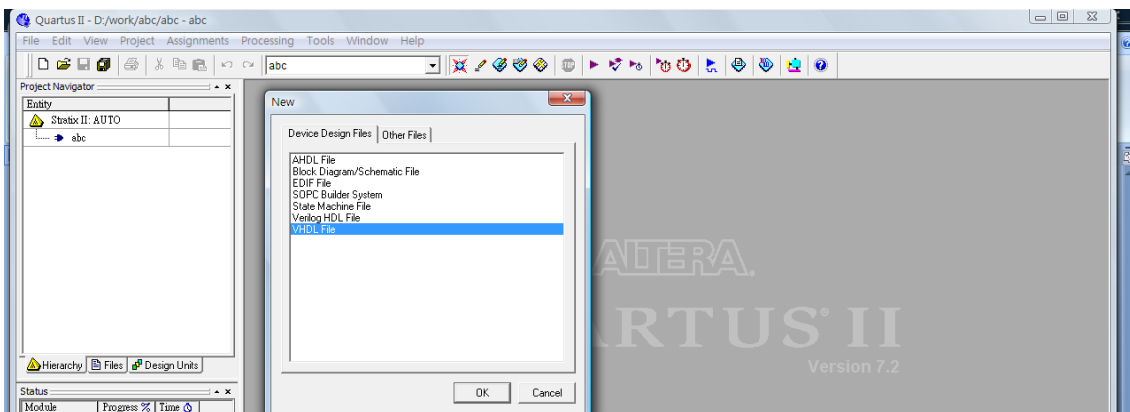 Quartus II - D:/work/abc/abc - abc
File Edit View Project Assignments Processing Tools Window Help
abc
Project Navigator
Entity
Stratix II: AUTO
abc
Hierarchy Files Design Units
Status
Module Progress % Time
New
Device Design Files Other Files
AHDL File
Block Diagram/Schematic File
EDIF File
SOPC Builder System
State Machine File
Verilog HDL File
VHDL File
OK Cancel
ALTERA.
ARTUS® II
Version 7.2